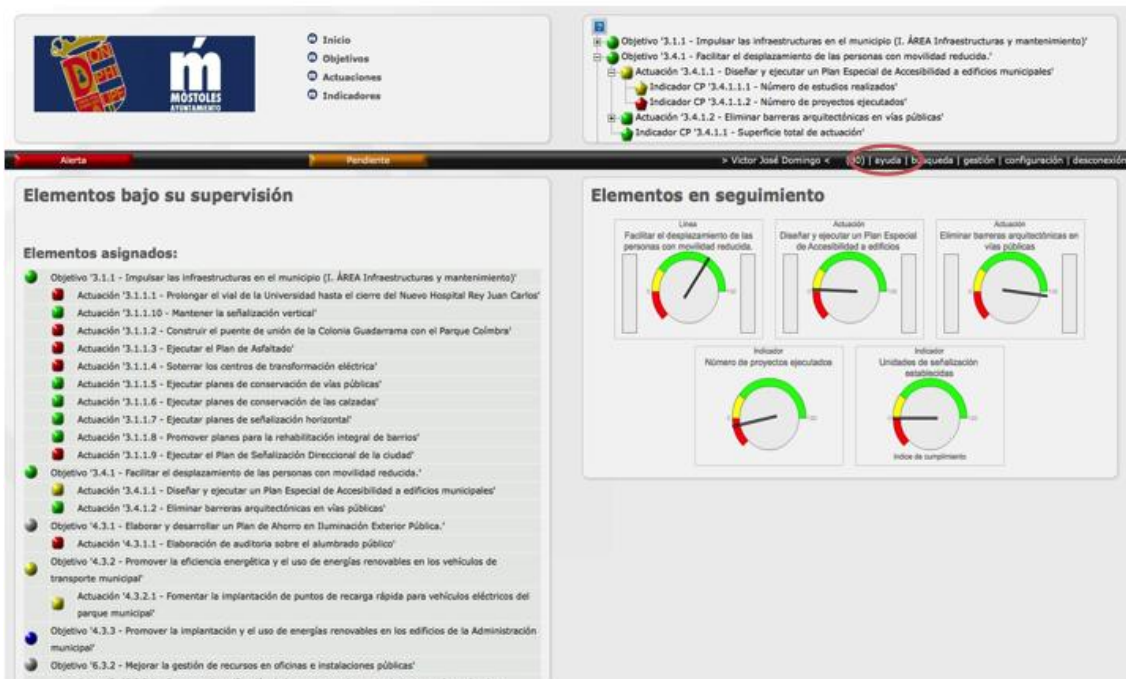 MÓSTOLES
AYUNTAMIENTO
Inicio
Objetivos
Actuaciones
Indicadores
Objetivo '3.1.1 - Impulsar las infraestructuras en el municipio (I. ÁREA Infraestructuras y mantenimiento)'
Objetivo '3.4.1 - Facilitar el desplazamiento de las personas con movilidad reducida.'
Actuación '3.4.1.1 - Diseñar y ejecutar un Plan Especial de Accesibilidad a edificios municipales'
Indicador CP '3.4.1.1.1 - Número de estudios realizados'
Indicador CP '3.4.1.1.2 - Número de proyectos ejecutados'
Actuación '3.4.1.2 - Eliminar barreras arquitectónicas en vías públicas'
Indicador CP '3.4.1.1 - Superficie total de actuación'
Alerta
Pendiente
> Victor José Domingo < | ayuda | búsqueda | gestión | configuración | desconexión
Elementos bajo su supervisión
Elementos asignados:
Objetivo '3.1.1 - Impulsar las infraestructuras en el municipio (I. ÁREA Infraestructuras y mantenimiento)'
Actuación '3.1.1.1 - Prolongar el vial de la Universidad hasta el cierre del Nuevo Hospital Rey Juan Carlos'
Actuación '3.1.1.10 - Mantener la señalización vertical'
Actuación '3.1.1.2 - Construir el puente de unión de la Colonia Guadarrama con el Parque Coímbra'
Actuación '3.1.1.3 - Ejecutar el Plan de Asfaltado'
Actuación '3.1.1.4 - Soterrar los centros de transformación eléctrica'
Actuación '3.1.1.5 - Ejecutar planes de conservación de vías públicas'
Actuación '3.1.1.6 - Ejecutar planes de conservación de las calzadas'
Actuación '3.1.1.7 - Ejecutar planes de señalización horizontal'
Actuación '3.1.1.8 - Promover planes para la rehabilitación integral de barrios'
Actuación '3.1.1.9 - Ejecutar el Plan de Señalización Direccional de la ciudad'
Objetivo '3.4.1 - Facilitar el desplazamiento de las personas con movilidad reducida.'
Actuación '3.4.1.1 - Diseñar y ejecutar un Plan Especial de Accesibilidad a edificios municipales'
Actuación '3.4.1.2 - Eliminar barreras arquitectónicas en vías públicas'
Objetivo '4.3.1 - Elaborar y desarrollar un Plan de Ahorro en Iluminación Exterior Pública.'
Actuación '4.3.1.1 - Elaboración de auditoria sobre el alumbrado público'
Objetivo '4.3.2 - Promover la eficiencia energética y el uso de energías renovables en los vehículos de
transporte municipal'
Actuación '4.3.2.1 - Fomentar la implantación de puntos de recarga rápida para vehículos eléctricos del
parque municipal'
Objetivo '4.3.3 - Promover la implantación y el uso de energías renovables en los edificios de la Administración
municipal'
Objetivo '6.3.2 - Mejorar la gestión de recursos en oficinas e instalaciones públicas'
Elementos en seguimiento
Línea
Facilitar el desplazamiento de las
personas con movilidad reducida.
Actuación
Diseñar y ejecutar un Plan Especial
de Accesibilidad a edificios
Actuación
Eliminar barreras arquitectónicas en
vías públicas
Indicador
Número de proyectos ejecutados
Indicador
Unidades de señalización
establecidas
Indice de cumplimiento